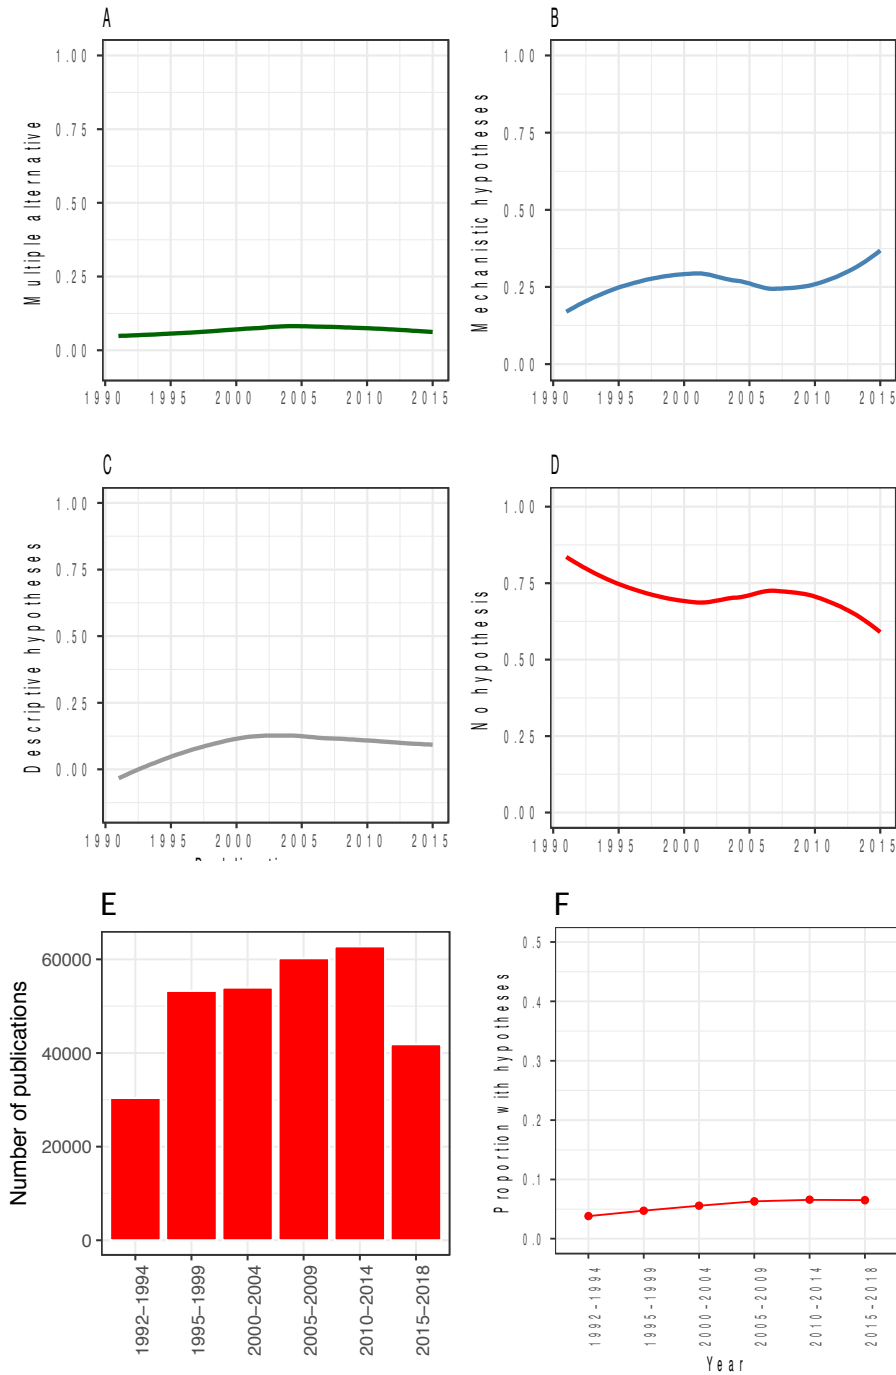 A
B
Multiple alternative
1.00
0.75
0.50
0.25
0.00
1990 1995 2000 2005 2010 2015
Mechanistic hypotheses
1.00
0.75
0.50
0.25
0.00
1990 1995 2000 2005 2010 2015
C
D
Descriptive hypotheses
1.00
0.75
0.50
0.25
0.00
1990 1995 2000 2005 2010 2015
No hypothesis
1.00
0.75
0.50
0.25
0.00
1990 1995 2000 2005 2010 2015
E
F
Number of publications
60000
40000
20000
0
1992–1994
1995–1999
2000–2004
2005–2009
2010–2014
2015–2018
Proportion with hypotheses
0.5
0.4
0.3
0.2
0.1
0.0
1992-1994
1995-1999
2000-2004
2005-2009
2010-2014
2015-2018
Year